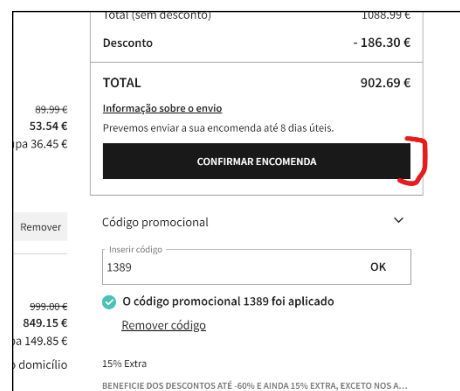 Total (sem desconto) 1088.99 €
Desconto - 186.30 €
TOTAL 902.69 €
89.99 €
Informação sobre o envio
53.54 €
Prevemos enviar a sua encomenda até 8 dias úteis.
36.45 €
CONFIRMAR ENCOMENDA
Remover
Código promocional
Inserir código
1389 OK
999.00 €
O código promocional 1389 foi aplicado
849.15 €
Remover código
149.85 €
domicílio
15% Extra
BENEFICIE DOS DESCONTOS ATÉ -60% E AINDA 15% EXTRA, EXCETO NOS A...